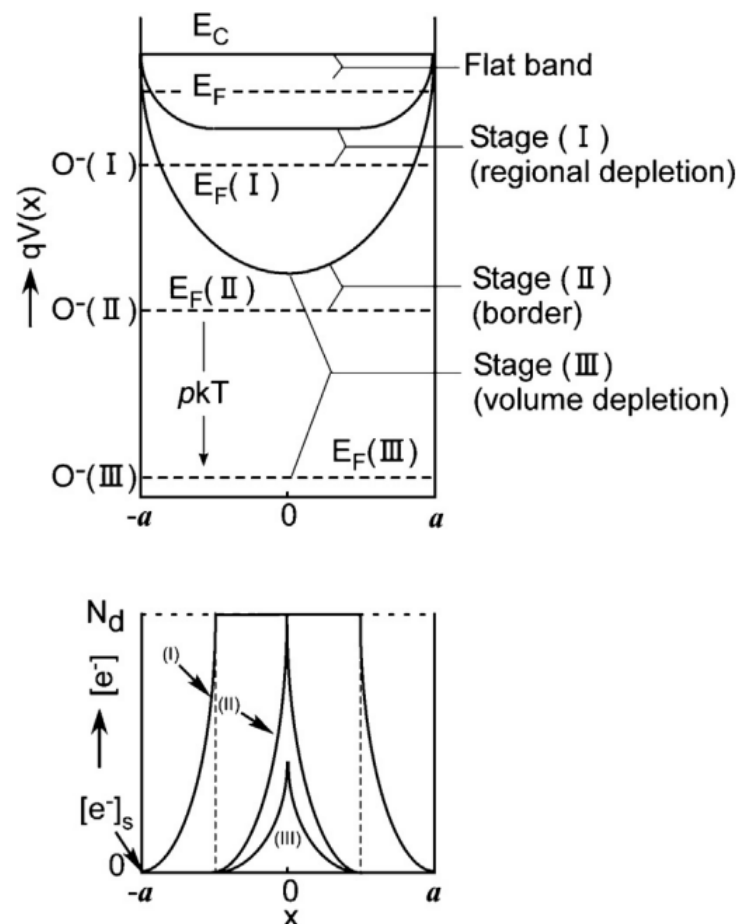 E_C
Flat band
E_F
Stage (Ⅰ)
(regional depletion)
O⁻(Ⅰ)
E_F(Ⅰ)
qV(x)
Stage (Ⅱ)
(border)
E_F(Ⅱ)
O⁻(Ⅱ)
Stage (Ⅲ)
(volume depletion)
pkT
E_F(Ⅲ)
O⁻(Ⅲ)
-a 0 a
N_d
(I)
[e⁻]
(II)
[e⁻]_s
(III)
0
-a 0 a
x